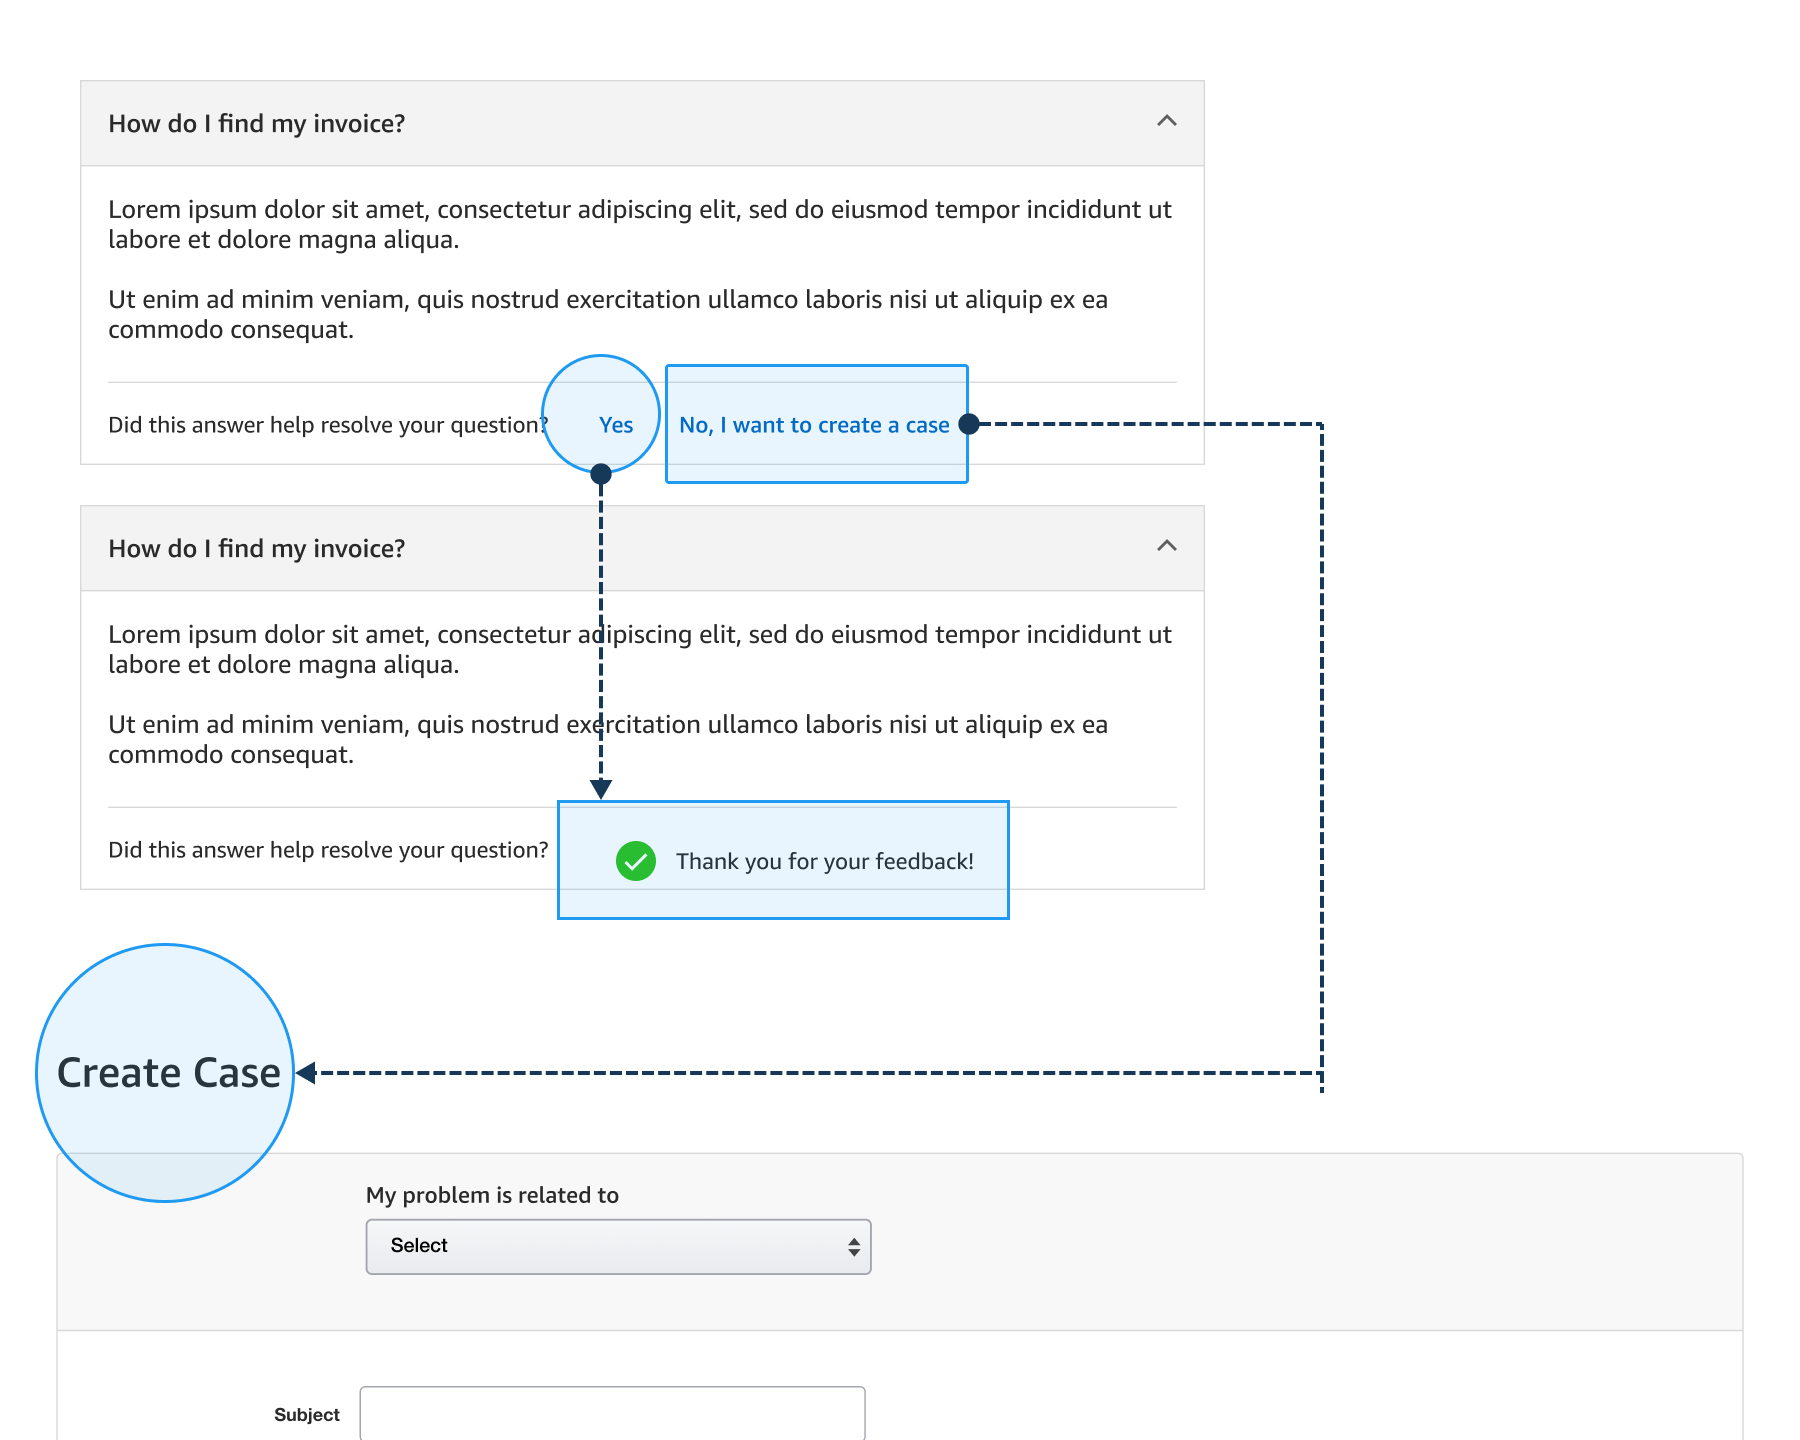 How do I find my invoice?
Lorem ipsum dolor sit amet, consectetur adipiscing elit, sed do eiusmod tempor incididunt ut
labore et dolore magna aliqua.
Ut enim ad minim veniam, quis nostrud exercitation ullamco laboris nisi ut aliquip ex ea
commodo consequat.
Did this answer help resolve your question? Yes No, I want to create a case
How do I find my invoice?
Lorem ipsum dolor sit amet, consectetur adipiscing elit, sed do eiusmod tempor incididunt ut
labore et dolore magna aliqua.
Ut enim ad minim veniam, quis nostrud exercitation ullamco laboris nisi ut aliquip ex ea
commodo consequat.
Did this answer help resolve your question? Thank you for your feedback!
Create Case
My problem is related to
Select
Subject